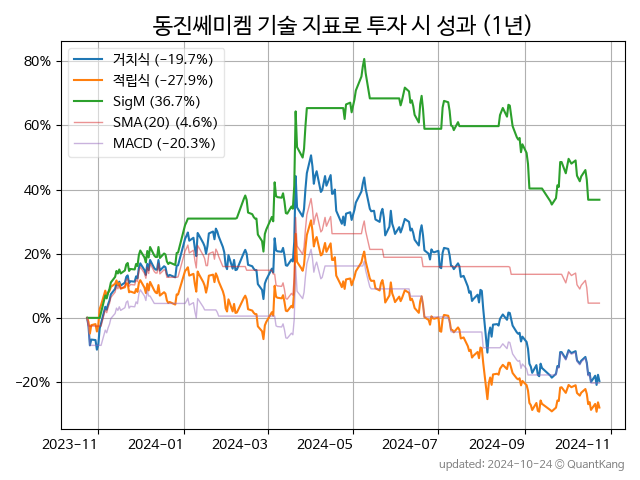 동진쎄미켐 기술 지표로 투자 시 성과 (1년)
거치식 (−19.7%)
적립식 (−27.9%)
SigM (36.7%)
SMA(20) (4.6%)
MACD (−20.3%)
80%
60%
40%
20%
0%
−20%
2023−11
2024−01
2024−03
2024−05
2024−07
2024−09
2024−11
updated: 2024-10-24 © QuantKang